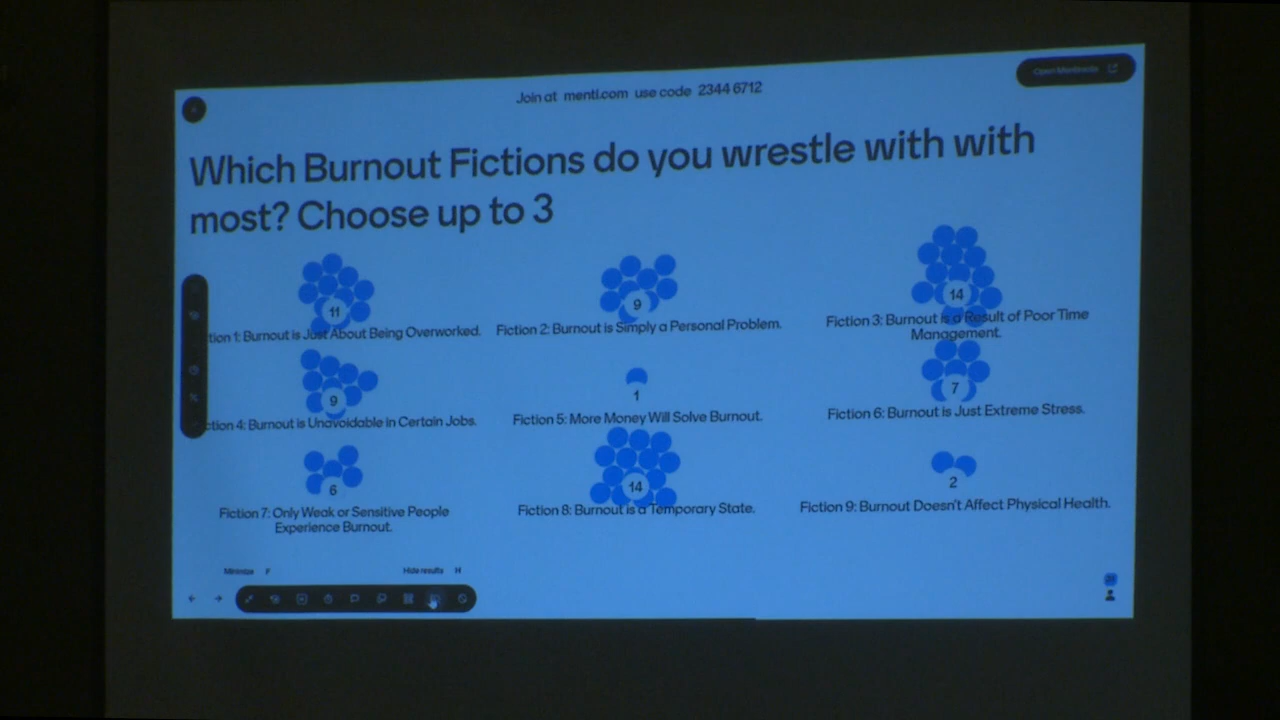 Join at menti.com use code 2344 6712
Open Mentimeter
Which Burnout Fictions do you wrestle with with
most? Choose up to 3
11
tion 1: Burnout is Just About Being Overworked.
9
Fiction 2: Burnout is Simply a Personal Problem.
14
Fiction 3: Burnout is a Result of Poor Time
Management.
9
ction 4: Burnout is Unavoidable in Certain Jobs.
1
Fiction 5: More Money Will Solve Burnout.
7
Fiction 6: Burnout is Just Extreme Stress.
6
Fiction 7: Only Weak or Sensitive People
Experience Burnout.
14
Fiction 8: Burnout is a Temporary State.
2
Fiction 9: Burnout Doesn't Affect Physical Health.
Minimize F
Hide results H